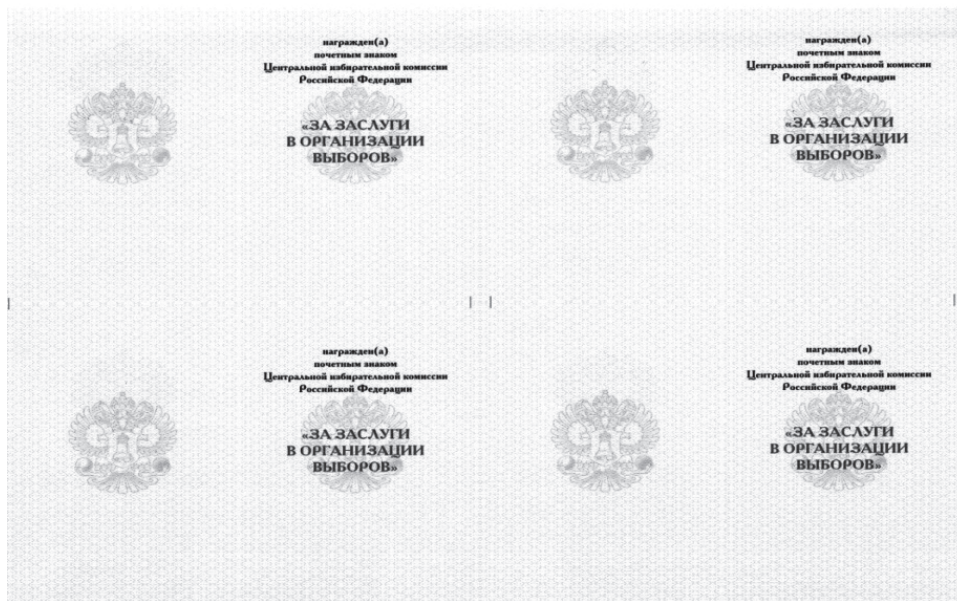 награжден(а)
почетным знаком
Центральной избирательной комиссии
Российской Федерации
«ЗА ЗАСЛУГИ
В ОРГАНИЗАЦИИ
ВЫБОРОВ»
награжден(а)
почетным знаком
Центральной избирательной комиссии
Российской Федерации
«ЗА ЗАСЛУГИ
В ОРГАНИЗАЦИИ
ВЫБОРОВ»
награжден(а)
почетным знаком
Центральной избирательной комиссии
Российской Федерации
«ЗА ЗАСЛУГИ
В ОРГАНИЗАЦИИ
ВЫБОРОВ»
награжден(а)
почетным знаком
Центральной избирательной комиссии
Российской Федерации
«ЗА ЗАСЛУГИ
В ОРГАНИЗАЦИИ
ВЫБОРОВ»